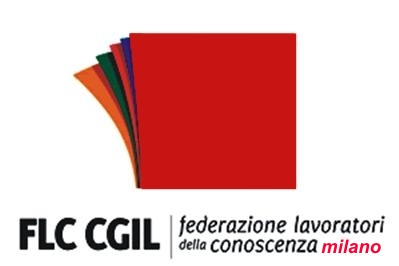 FLC CGIL
federazione lavoratori
della conoscenza milano